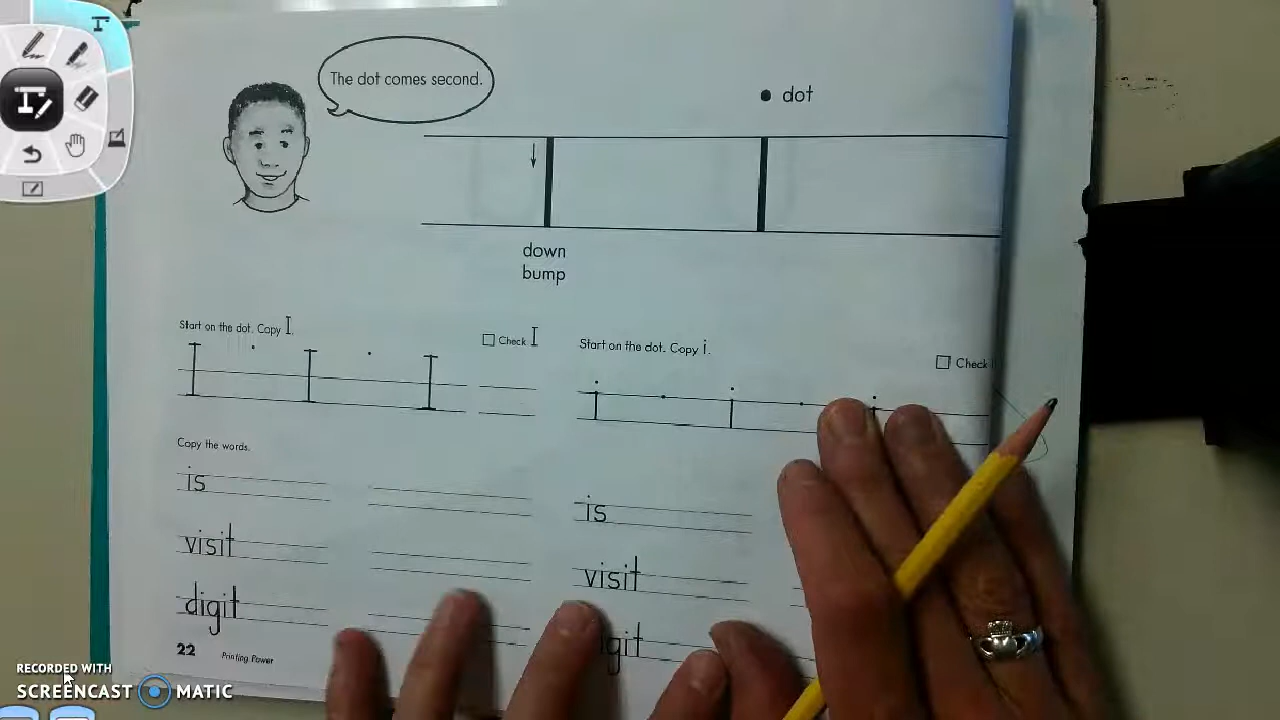 The dot comes second.
dot
down
bump
Start on the dot. Copy I.
Check I
I I I
Start on the dot. Copy i.
Check
i i i
Copy the words.
is
is
visit
visit
digit
git
22 Printing Power
RECORDED WITH
SCREENCAST MATIC